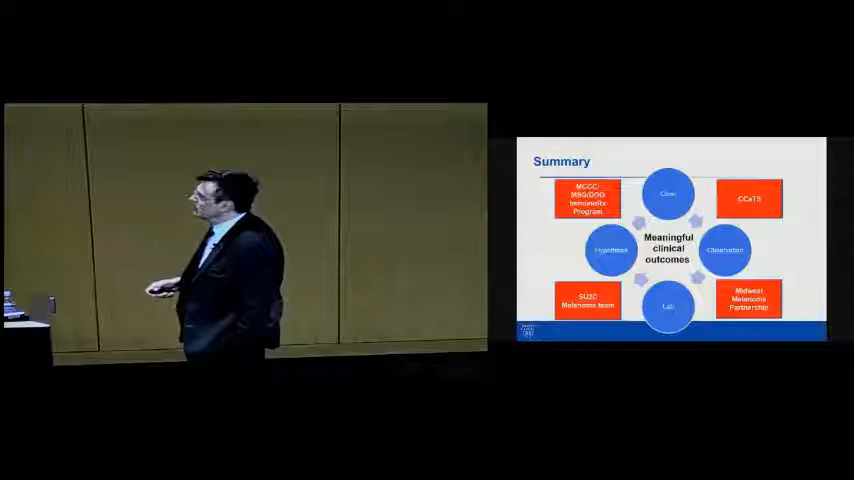 Summary
MCCC/
MSG/DOG
ImmunoRx
Program
Clinic
CCaTS
Hypothesis
Meaningful
clinical
outcomes
Observation
SU2C
Melanoma team
Lab
Midwest
Melanoma
Partnership